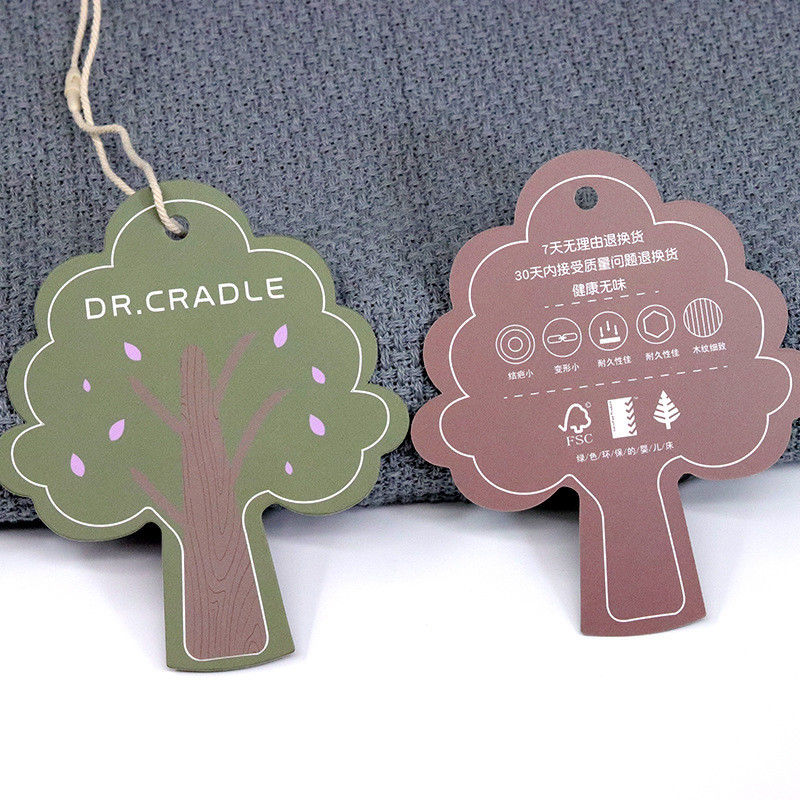 DR.CRADLE
7天无理由退换货
30天内接受质量问题退换货
健康无味
结疤小 变形小 耐久性佳 耐久性佳 木纹细致
FSC
绿/色/环/保/的/婴/儿/床